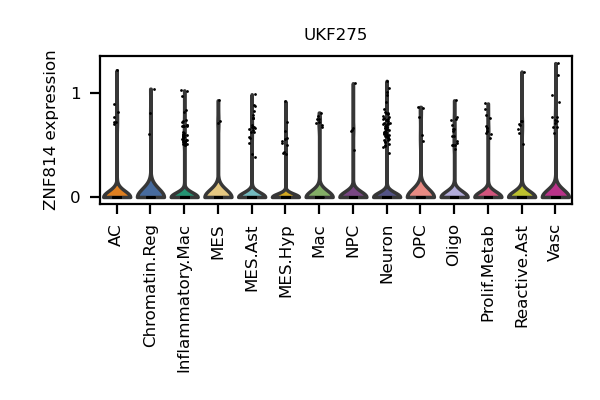 UKF275
ZNF814 expression
1
0
AC
Chromatin.Reg
Inflammatory.Mac
MES
MES.Ast
MES.Hyp
Mac
NPC
Neuron
OPC
Oligo
Prolif.Metab
Reactive.Ast
Vasc